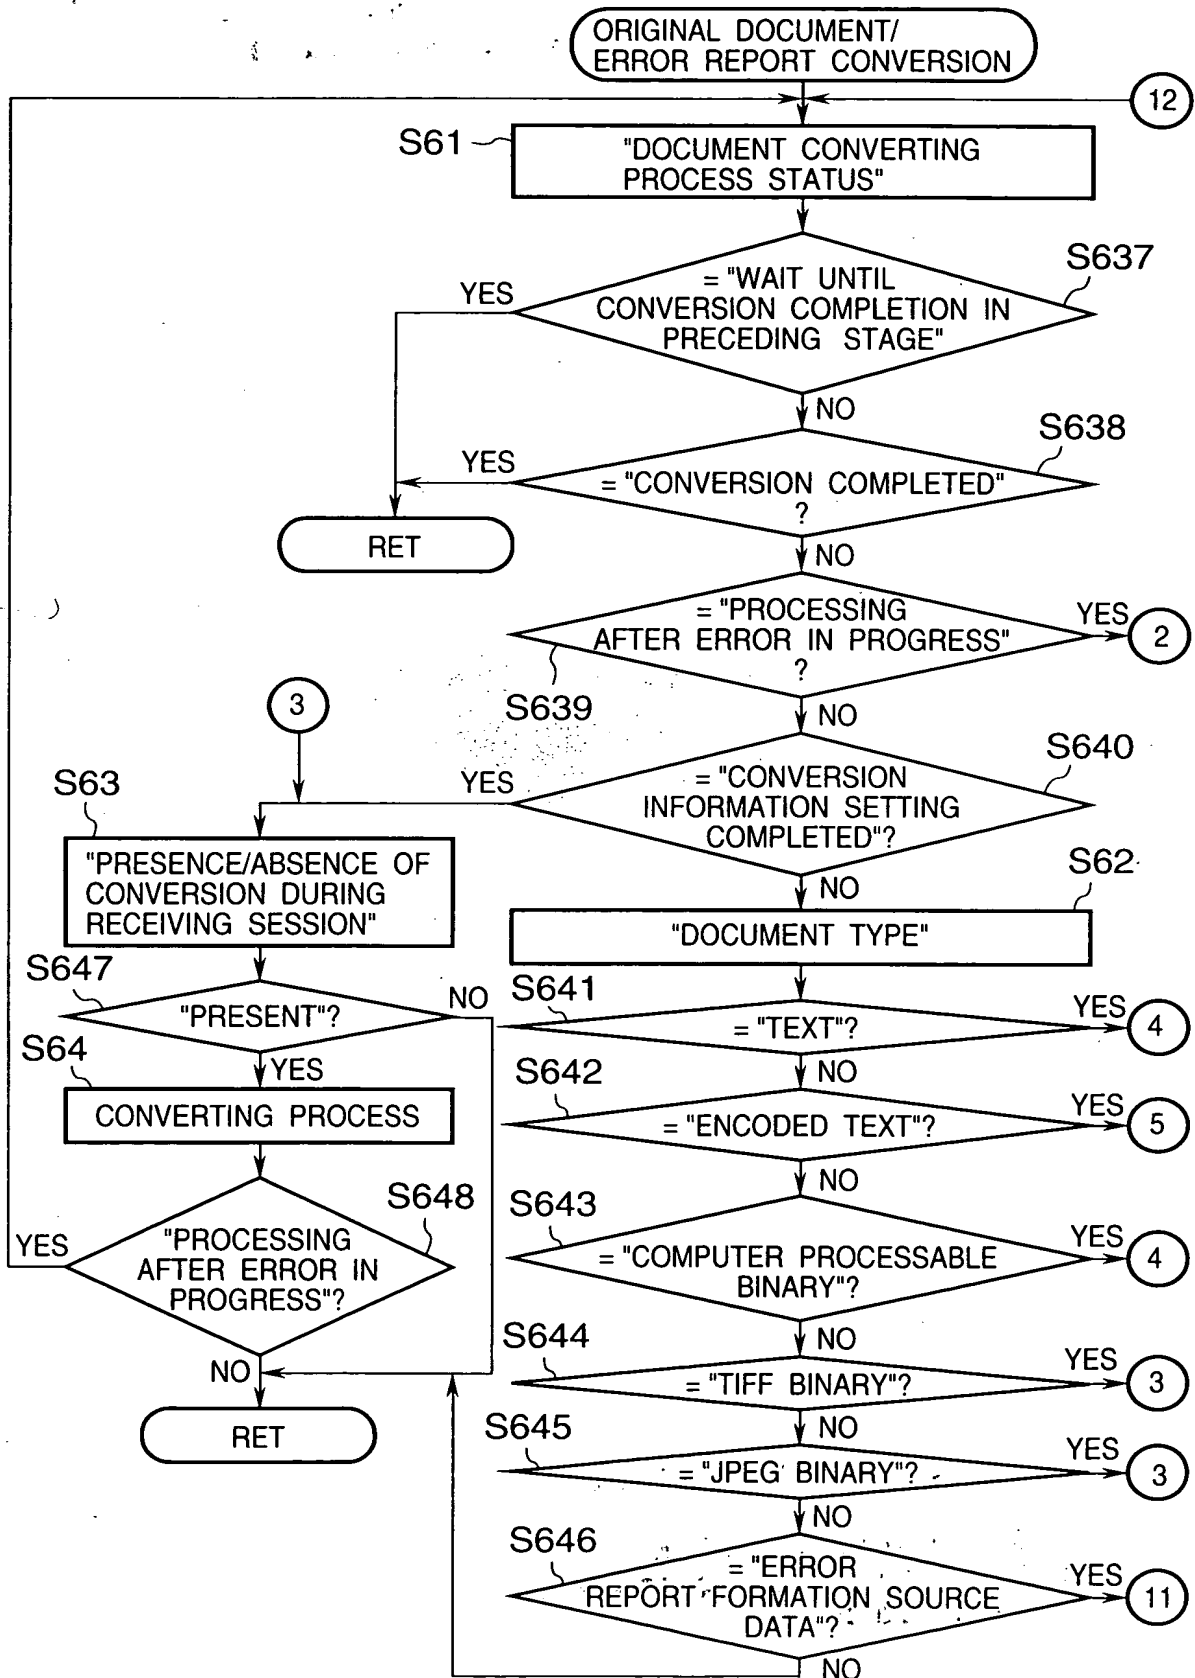 ORIGINAL DOCUMENT/
ERROR REPORT CONVERSION
12
S61
"DOCUMENT CONVERTING
PROCESS STATUS"
S637
YES
= "WAIT UNTIL
CONVERSION COMPLETION IN
PRECEDING STAGE"
NO
S638
YES
= "CONVERSION COMPLETED"
?
RET
NO
= "PROCESSING
AFTER ERROR IN PROGRESS"
?
YES
2
S639
NO
3
S640
YES
= "CONVERSION
INFORMATION SETTING
COMPLETED"?
S63
NO
"PRESENCE/ABSENCE OF
CONVERSION DURING
RECEIVING SESSION"
S62
"DOCUMENT TYPE"
S647
"PRESENT"?
NO
YES
S641
= "TEXT"?
YES
4
NO
S64
CONVERTING PROCESS
S642
= "ENCODED TEXT"?
YES
5
NO
S648
YES
"PROCESSING
AFTER ERROR IN
PROGRESS"?
NO
RET
S643
= "COMPUTER PROCESSABLE
BINARY"?
YES
4
NO
S644
= "TIFF BINARY"?
YES
3
NO
S645
= "JPEG BINARY"?
YES
3
NO
S646
= "ERROR
REPORT FORMATION SOURCE
DATA"?
YES
11
NO